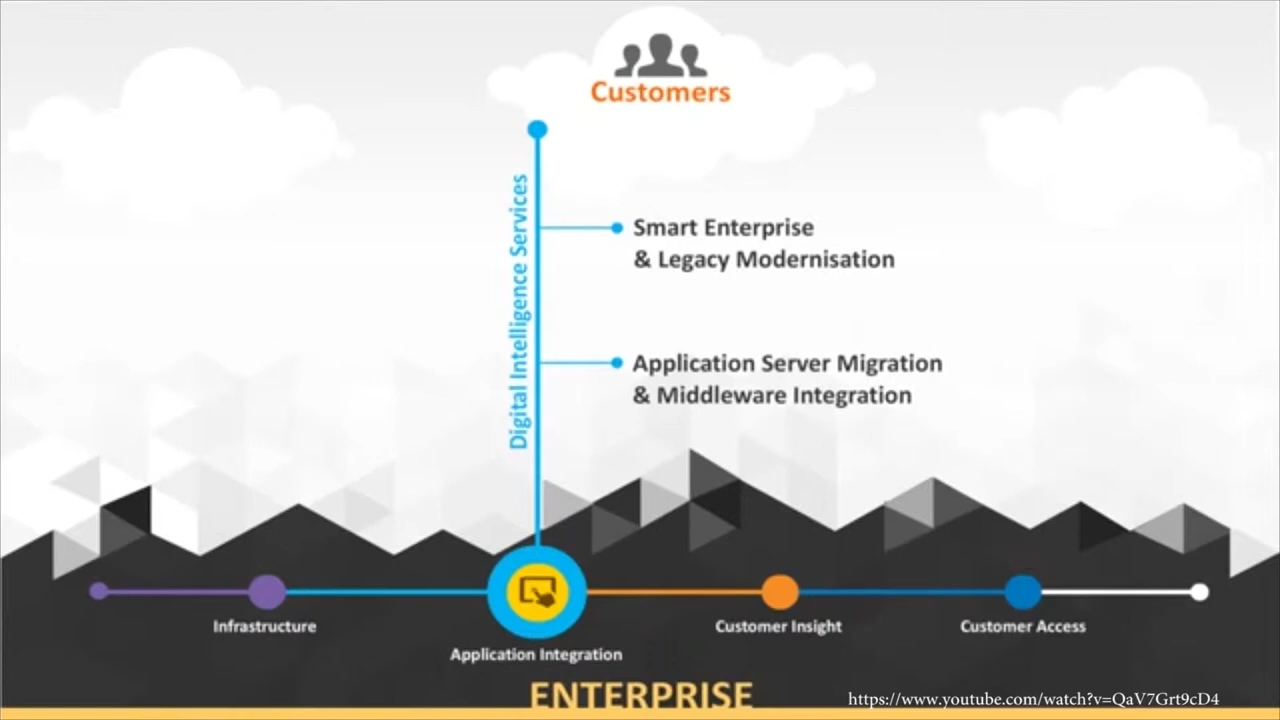 Customers
Digital Intelligence Services
Smart Enterprise
& Legacy Modernisation
Application Server Migration
& Middleware Integration
Infrastructure
Application Integration
Customer Insight
Customer Access
ENTERPRISE
https://www.youtube.com/watch?v=QaV7Grt9cD4